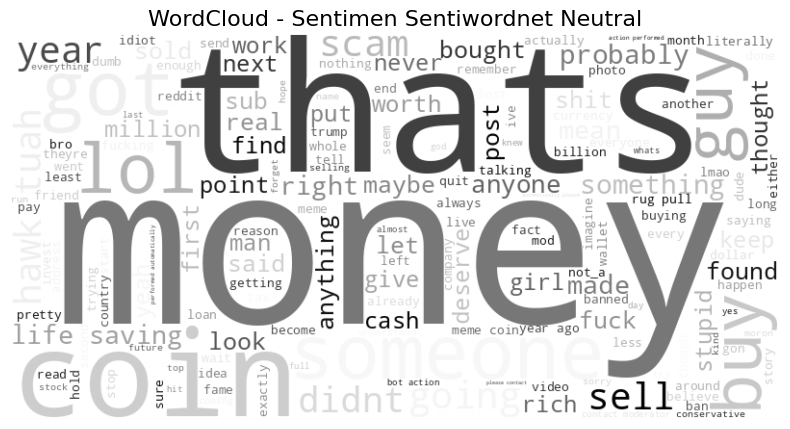 WordCloud - Sentimen Sentiwordnet Neutral
year idiot everything dumb sold send enough work next scam nothing never bought remember actually probably action performed month literally done
got thats photo another
reddit sub real put end worth trump whole tell selling name hope post ive shit currency mean everyone guy thought
million find seem god knew talking billion whats
hawk tuah bro theyre last went fucking least friend lol point right maybe quit anyone something lmao dude long either
pay run forget rug pull buying saying
money
invest trying country performed automatically yeah start first reason man said getting meme anything almost always let left give already live company deserve fact mod girl not_a made imagine wallet banned every dollar keep found happen
pretty loan cash day
life saving look become meme coin year ago fuck less stupid gon yes moron kind
coin future someone buy
read stock hold stop sure top hit wait idea fame exactly full didnt bot action going please contact video rich sorry sell around believe ban conservative story
contact moderator